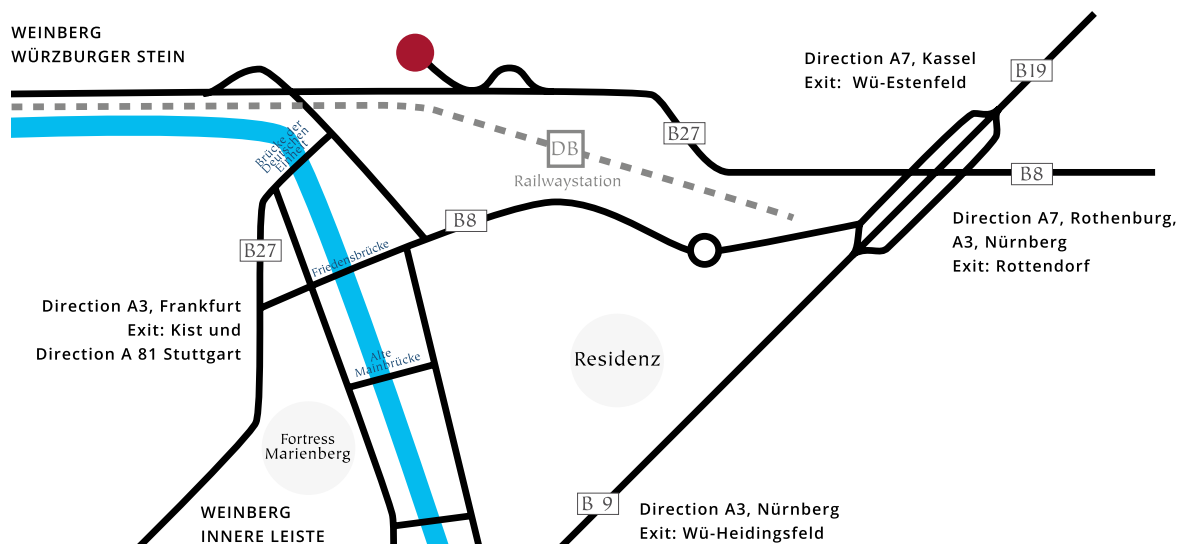 WEINBERG
WÜRZBURGER STEIN
Direction A7, Kassel
Exit:  Wü-Estenfeld
B19
B27
DB
Railwaystation
B8
Brücke der
Deutschen
Einheit
B8
Direction A7, Rothenburg,
A3, Nürnberg
Exit: Rottendorf
B27
Friedensbrücke
Direction A3, Frankfurt
Exit: Kist und
Direction A 81 Stuttgart
Alte
Mainbrücke
Residenz
Fortress
Marienberg
B 9
WEINBERG
INNERE LEISTE
Direction A3, Nürnberg
Exit: Wü-Heidingsfeld